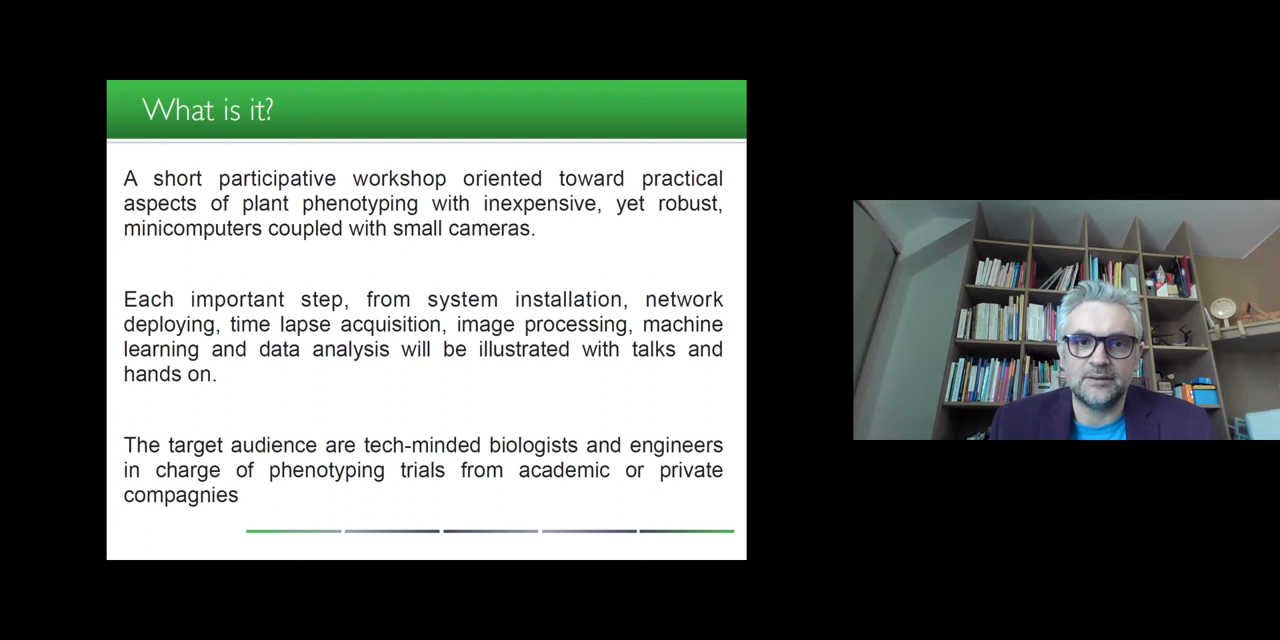 What is it?
A short participative workshop oriented toward practical
aspects of plant phenotyping with inexpensive, yet robust,
minicomputers coupled with small cameras.
Each important step, from system installation, network
deploying, time lapse acquisition, image processing, machine
learning and data analysis will be illustrated with talks and
hands on.
The target audience are tech-minded biologists and engineers
in charge of phenotyping trials from academic or private
compagnies